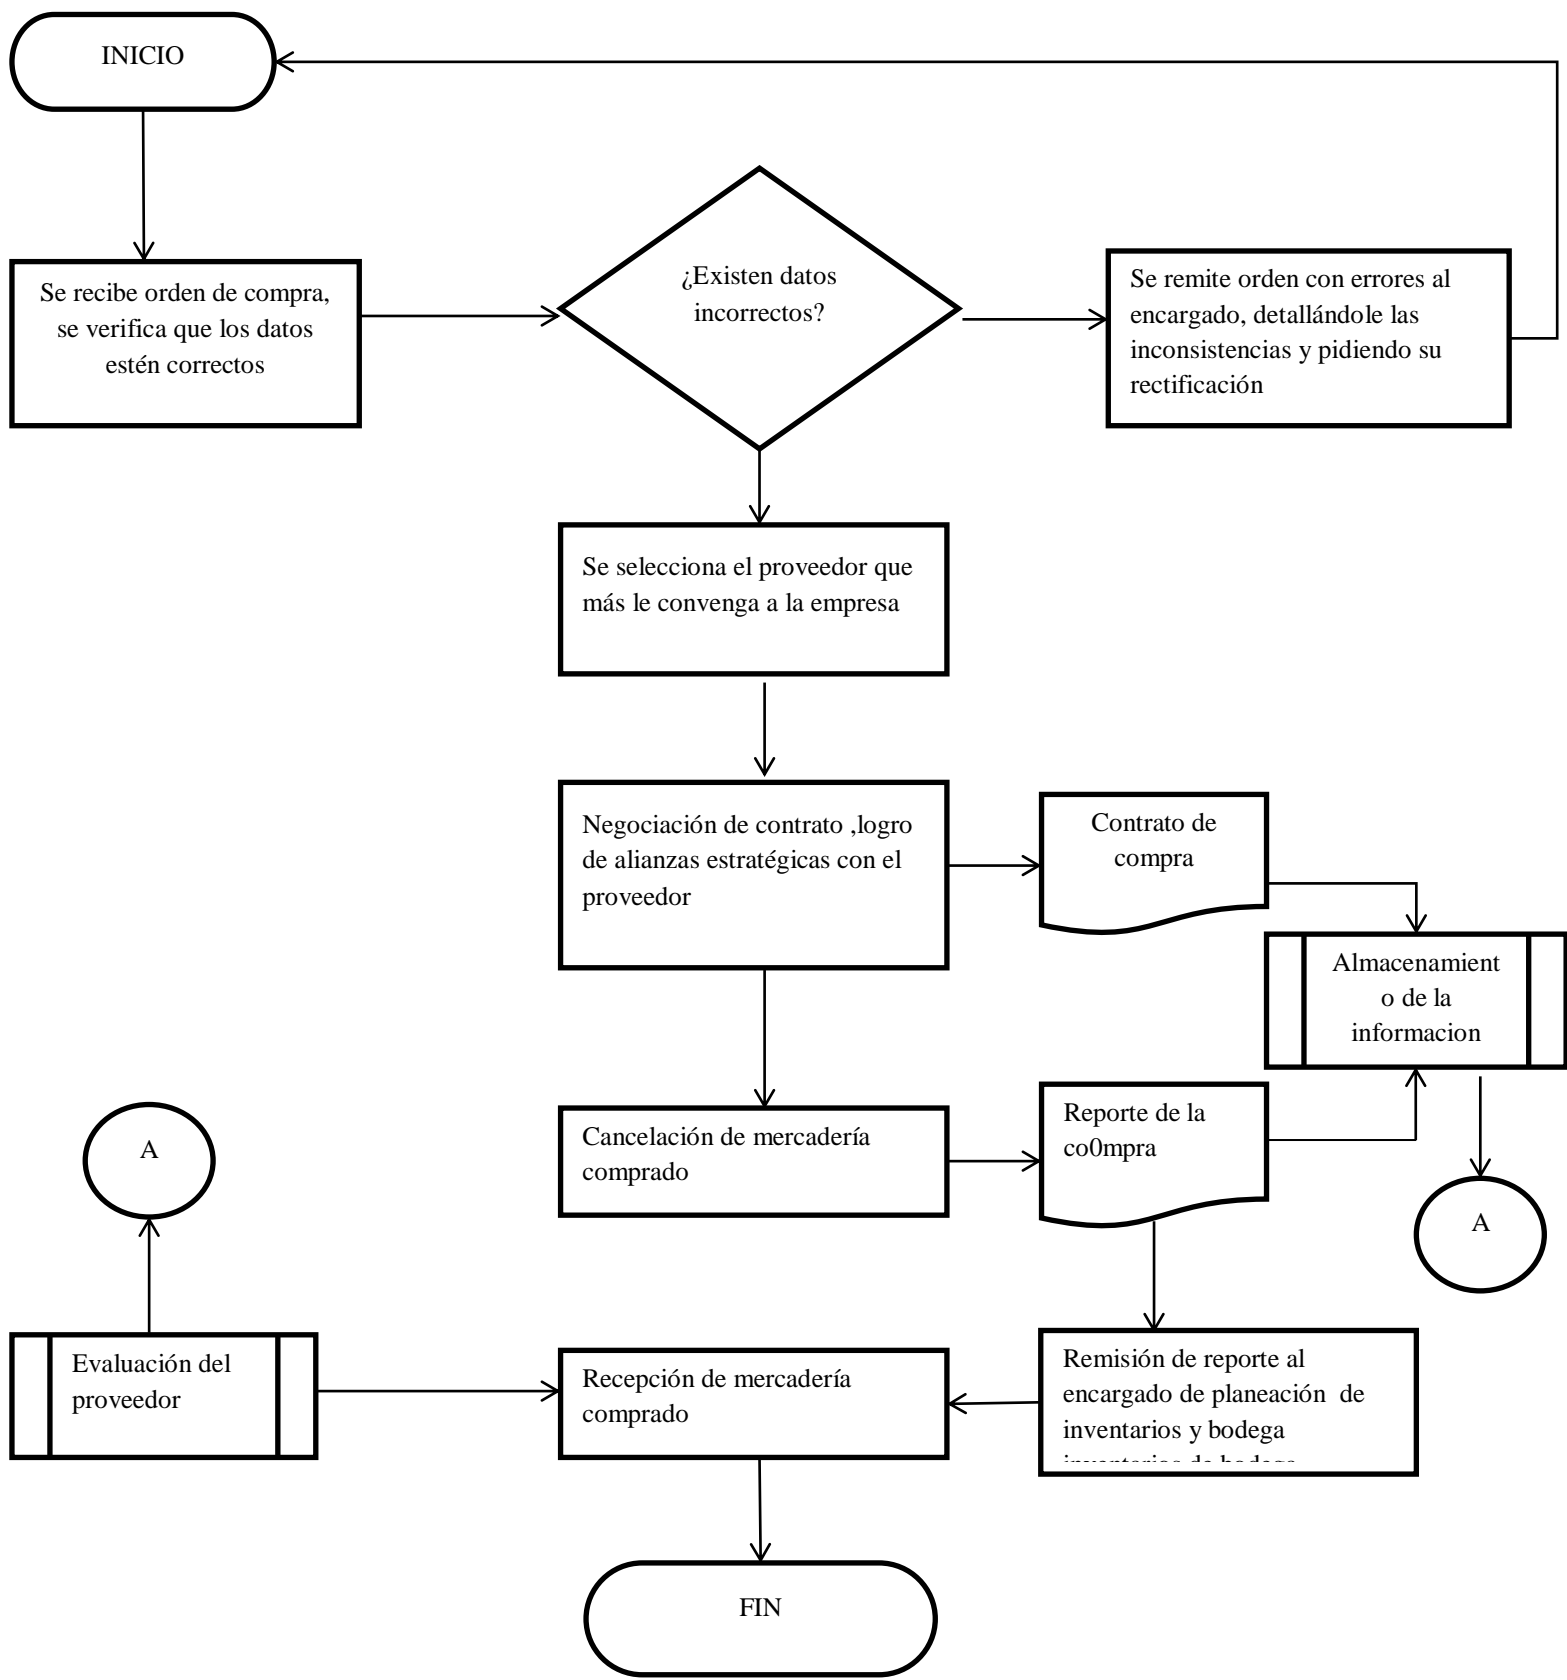 INICIO
Se recibe orden de compra,
se verifica que los datos
estén correctos
¿Existen datos
incorrectos?
Se remite orden con errores al
encargado, detallándole las
inconsistencias y pidiendo su
rectificación
Se selecciona el proveedor que
más le convenga a la empresa
Negociación de contrato ,logro
de alianzas estratégicas con el
proveedor
Contrato de
compra
Almacenamient
o de la
informacion
Cancelación de mercadería
comprado
Reporte de la
co0mpra
A
A
Evaluación del
proveedor
Recepción de mercadería
comprado
Remisión de reporte al
encargado de planeación  de
inventarios y bodega
inventarios de bodega
FIN